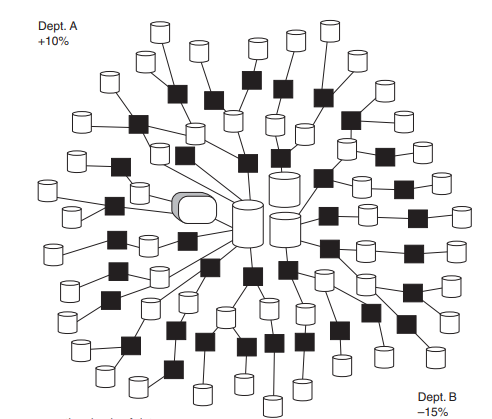 Dept. A
+10%
Dept. B
–15%